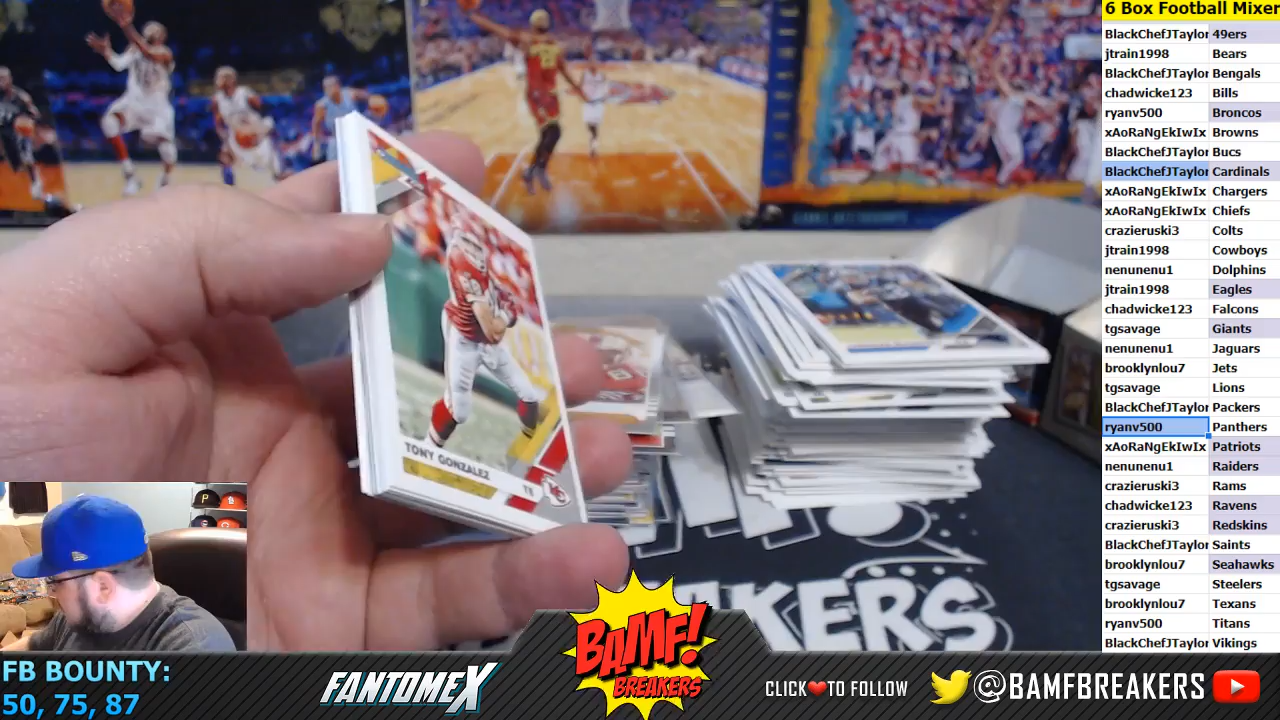 6 Box Football Mixer
BlackChefJTaylor 49ers
jtrain1998 Bears
BlackChefJTaylor Bengals
chadwicke123 Bills
ryanv500 Broncos
xAoRaNgEkIwIx Browns
BlackChefJTaylor Bucs
BlackChefJTaylor Cardinals
xAoRaNgEkIwIx Chargers
xAoRaNgEkIwIx Chiefs
crazieruski3 Colts
jtrain1998 Cowboys
nenunenu1 Dolphins
jtrain1998 Eagles
chadwicke123 Falcons
tgsavage Giants
nenunenu1 Jaguars
brooklynlou7 Jets
tgsavage Lions
BlackChefJTaylor Packers
ryanv500 Panthers
xAoRaNgEkIwIx Patriots
nenunenu1 Raiders
crazieruski3 Rams
chadwicke123 Ravens
crazieruski3 Redskins
BlackChefJTaylor Saints
brooklynlou7 Seahawks
tgsavage Steelers
brooklynlou7 Texans
ryanv500 Titans
BlackChefJTaylor Vikings
TONY GONZALEZ TE
AKERS
FB BOUNTY:
50, 75, 87
FANTOMEX
BAMF!
BREAKERS
CLICK TO FOLLOW
@BAMFBREAKERS